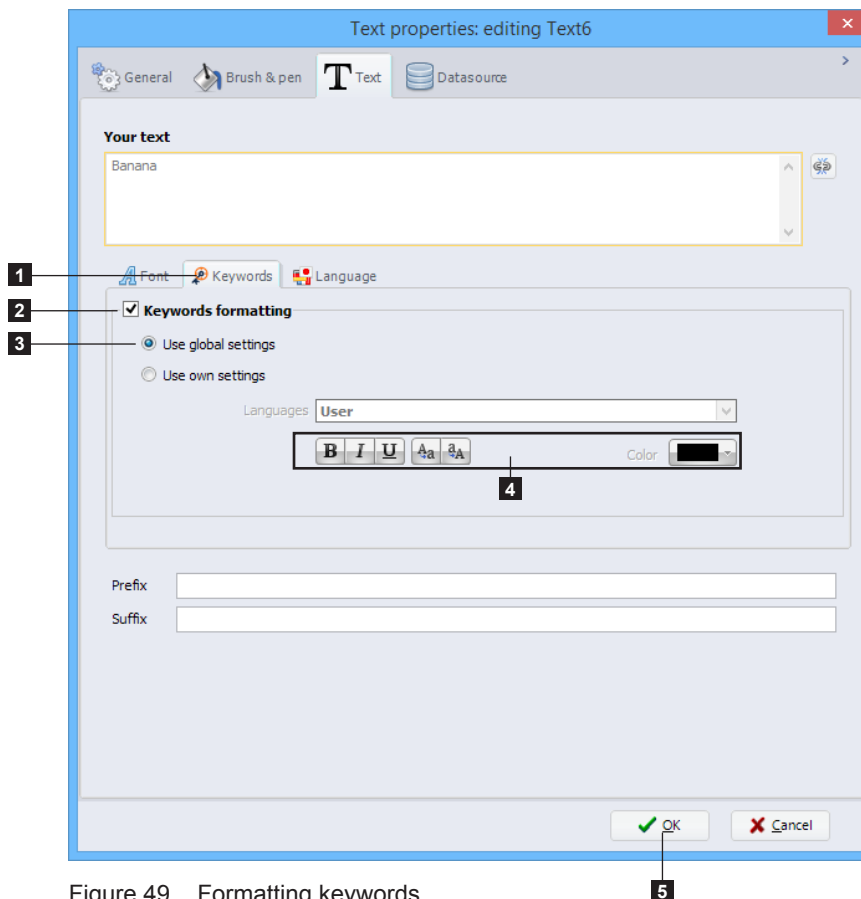 Text properties: editing Text6
General Brush & pen T Text Datasource
Your text
Banana
1 A Font Keywords Language
2 Keywords formatting
3 Use global settings
Use own settings
Languages User
B I U Aa aA Color
4
Prefix
Suffix
OK Cancel
5
Figure 49 Formatting keywords